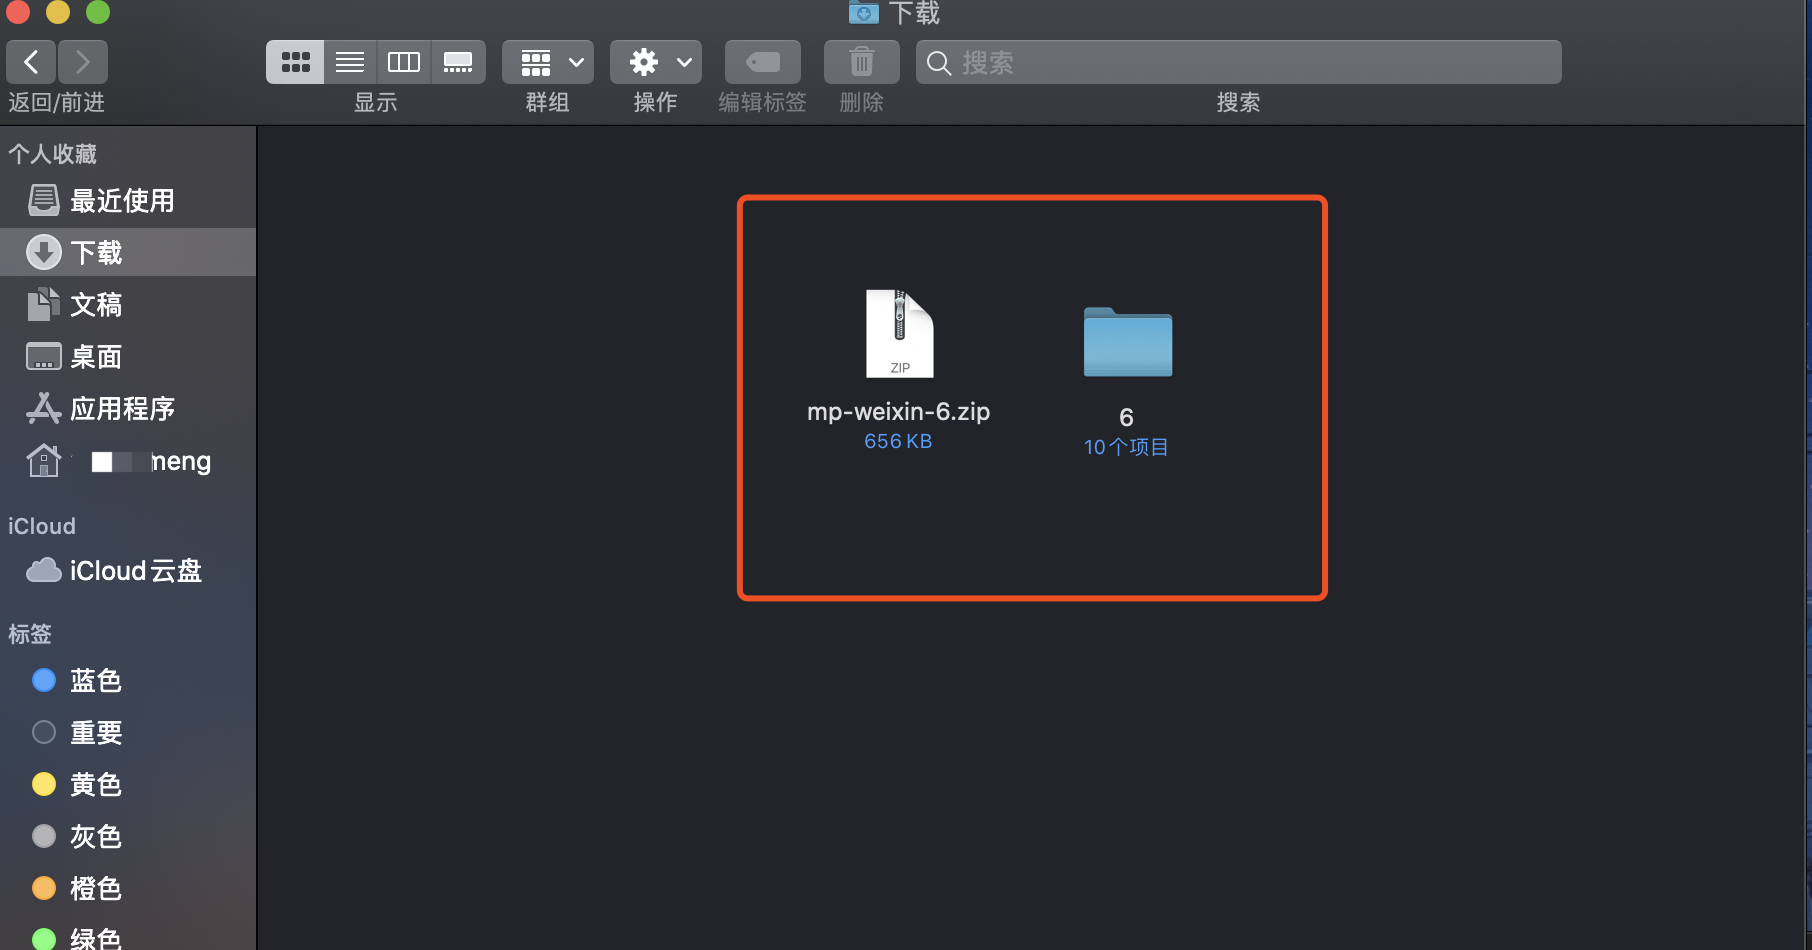 下载
返回/前进
显示
群组
操作
编辑标签
删除
搜索
搜索
个人收藏
最近使用
下载
文稿
桌面
应用程序
meng
iCloud
iCloud云盘
标签
蓝色
重要
黄色
灰色
橙色
绿色
ZIP
mp-weixin-6.zip
656 KB
6
10个项目